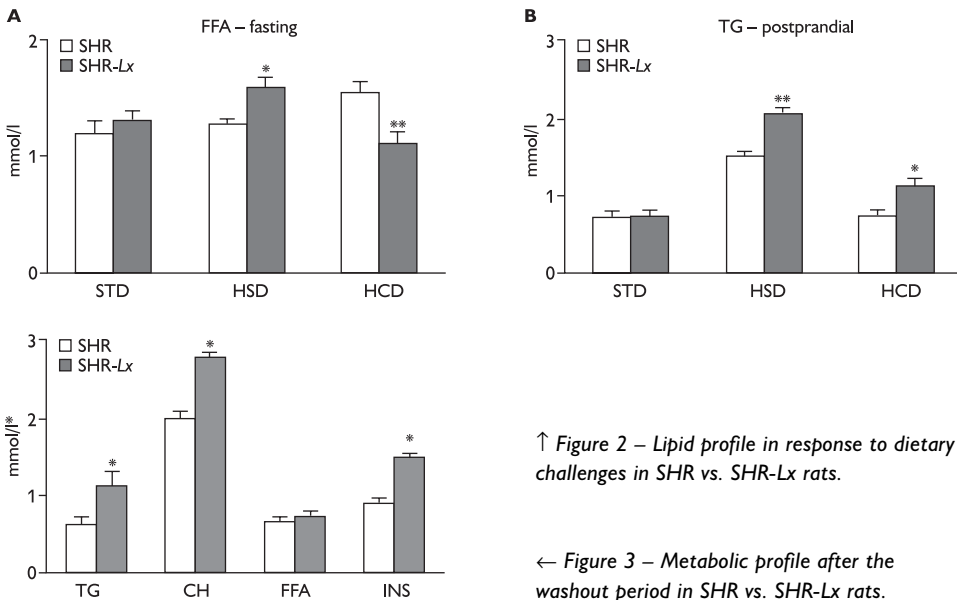 A
FFA – fasting
2
SHR
SHR-Lx
*
**
mmol/l
1
0
STD HSD HCD
B
TG – postprandial
3
SHR
SHR-Lx
**
2
mmol/l
*
1
0
STD HSD HCD
3
SHR
SHR-Lx
*
mmol/l*
2
*
*
1
0
TG CH FFA INS
↑ Figure 2 – Lipid profile in response to dietary
challenges in SHR vs. SHR-Lx rats.
← Figure 3 – Metabolic profile after the
washout period in SHR vs. SHR-Lx rats.